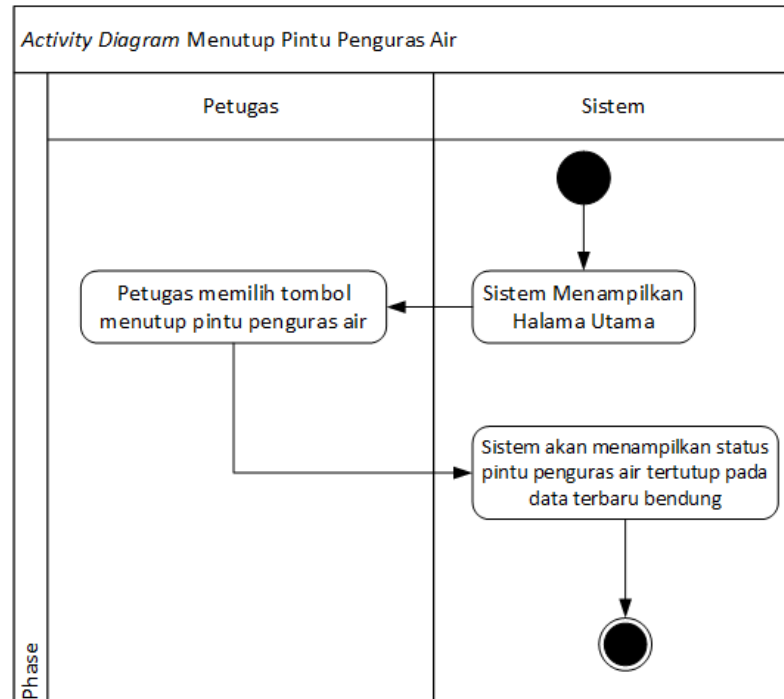 Activity Diagram Menutup Pintu Penguras Air
Petugas
Sistem
Sistem Menampilkan
Halama Utama
Petugas memilih tombol
menutup pintu penguras air
Sistem akan menampilkan status
pintu penguras air tertutup pada
data terbaru bendung
Phase